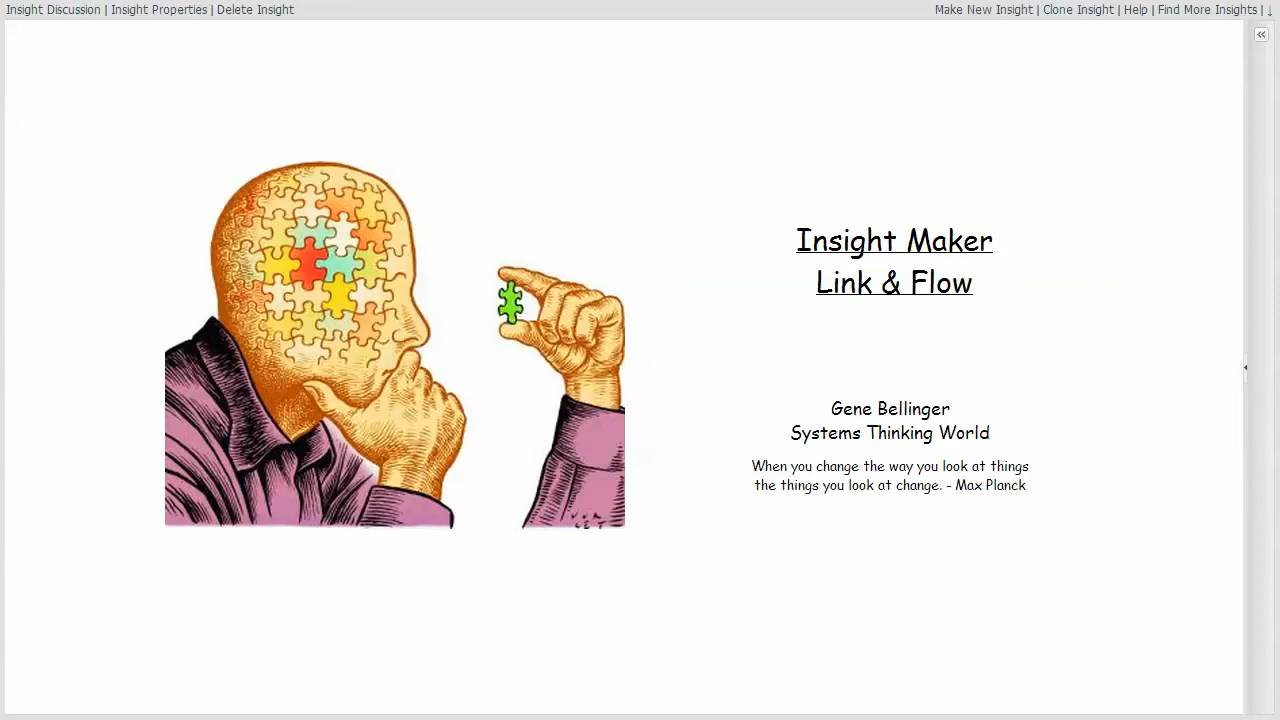 Insight Discussion | Insight Properties | Delete Insight
Make New Insight | Clone Insight | Help | Find More Insights | ↓
Insight Maker
Link & Flow
Gene Bellinger
Systems Thinking World
When you change the way you look at things
the things you look at change. - Max Planck